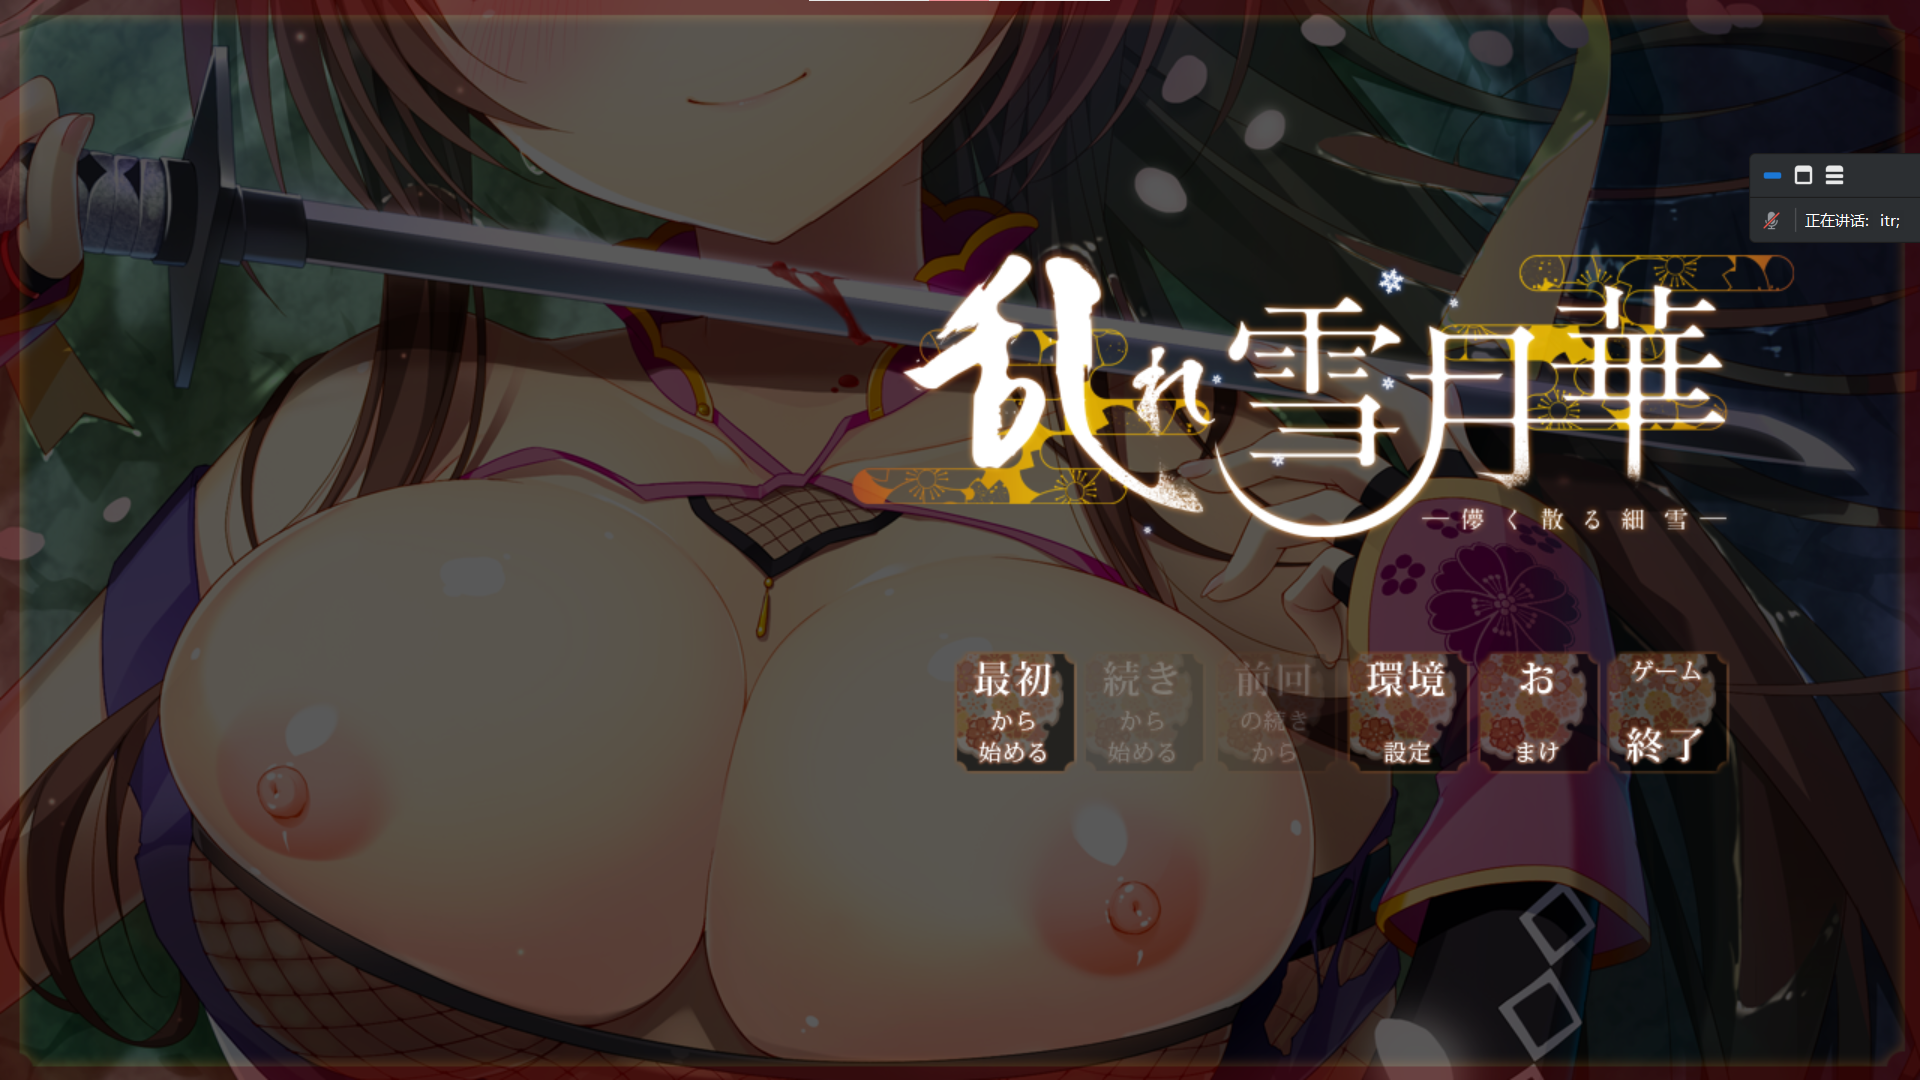 正在讲话: itr;
乱れ雪月華
―儚く散る細雪―
最初
から
始める
続き
から
始める
前回
の続き
から
環境
設定
お
まけ
ゲーム
終了